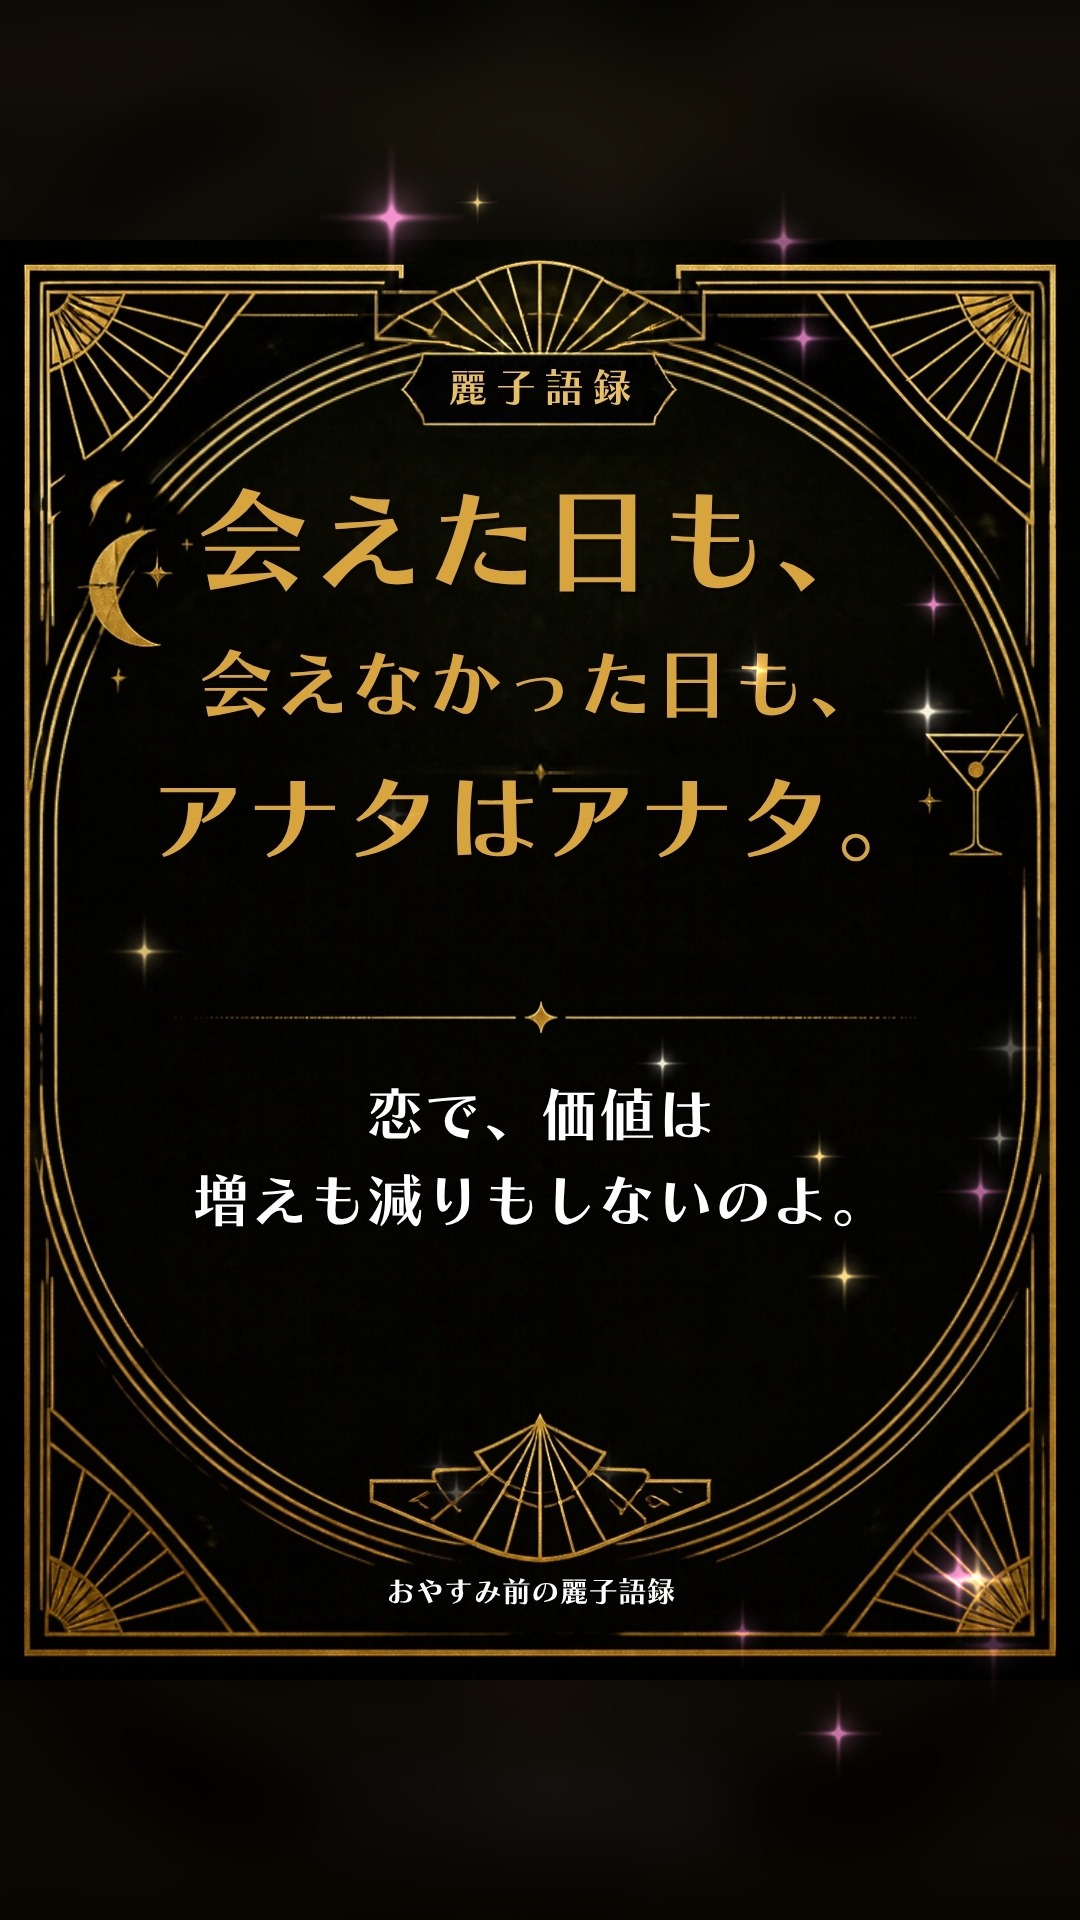 麗子語録
会えた日も、
会えなかった日も、
アナタはアナタ。
恋で、価値は
増えも減りもしないのよ。
おやすみ前の麗子語録